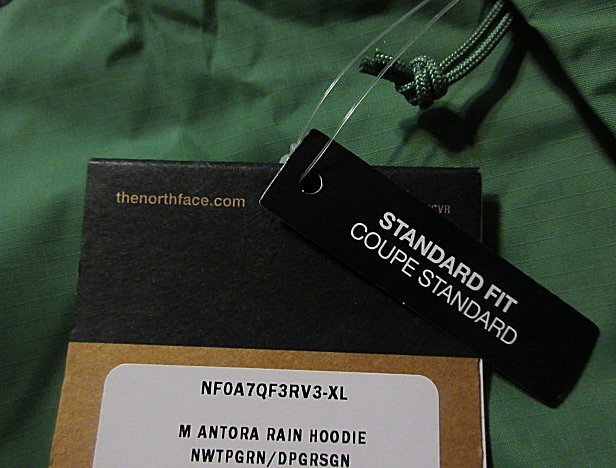 thenorthface.com
STANDARD FIT
COUPE STANDARD
NF0A7QF3RV3-XL
M ANTORA RAIN HOODIE
NWTPGRN/DPGRSGN